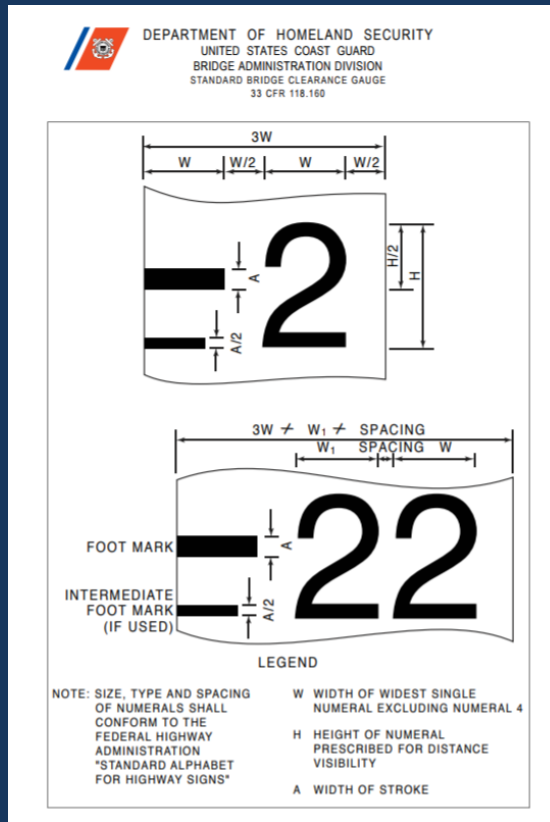 DEPARTMENT OF HOMELAND SECURITY
UNITED STATES COAST GUARD
BRIDGE ADMINISTRATION DIVISION
STANDARD BRIDGE CLEARANCE GAUGE
33 CFR 118.160
3W
W W/2 W W/2
2
A
H/2
H
A/2
3W ≠ W₁ ≠ SPACING
W₁ SPACING W
22
FOOT MARK
A
INTERMEDIATE
FOOT MARK
(IF USED)
A/2
LEGEND
NOTE: SIZE, TYPE AND SPACING
OF NUMERALS SHALL
CONFORM TO THE
FEDERAL HIGHWAY
ADMINISTRATION
"STANDARD ALPHABET
FOR HIGHWAY SIGNS"
W WIDTH OF WIDEST SINGLE
NUMERAL EXCLUDING NUMERAL 4
H HEIGHT OF NUMERAL
PRESCRIBED FOR DISTANCE
VISIBILITY
A WIDTH OF STROKE